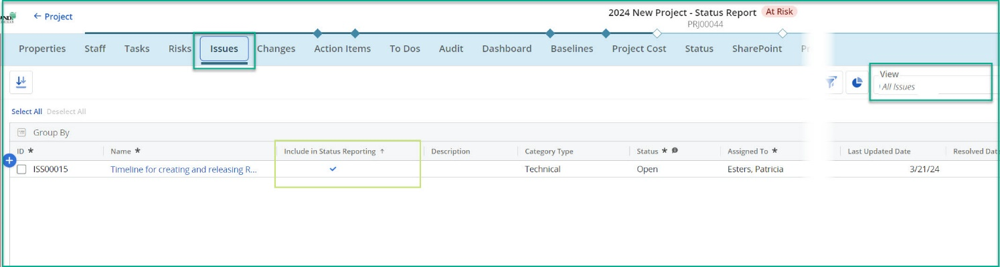 ← Project
2024 New Project - Status Report At Risk
PRJ00044
Properties Staff Tasks Risks Issues Changes Action Items To Dos Audit Dashboard Baselines Project Cost Status SharePoint
View
All Issues
Select All Deselect All
Group By
ID * Name * Include in Status Reporting ↑ Description Category Type Status * Assigned To * Last Updated Date Resolved Dat
ISS00015 Timeline for creating and releasing R... ✓ Technical Open Esters, Patricia 3/21/24